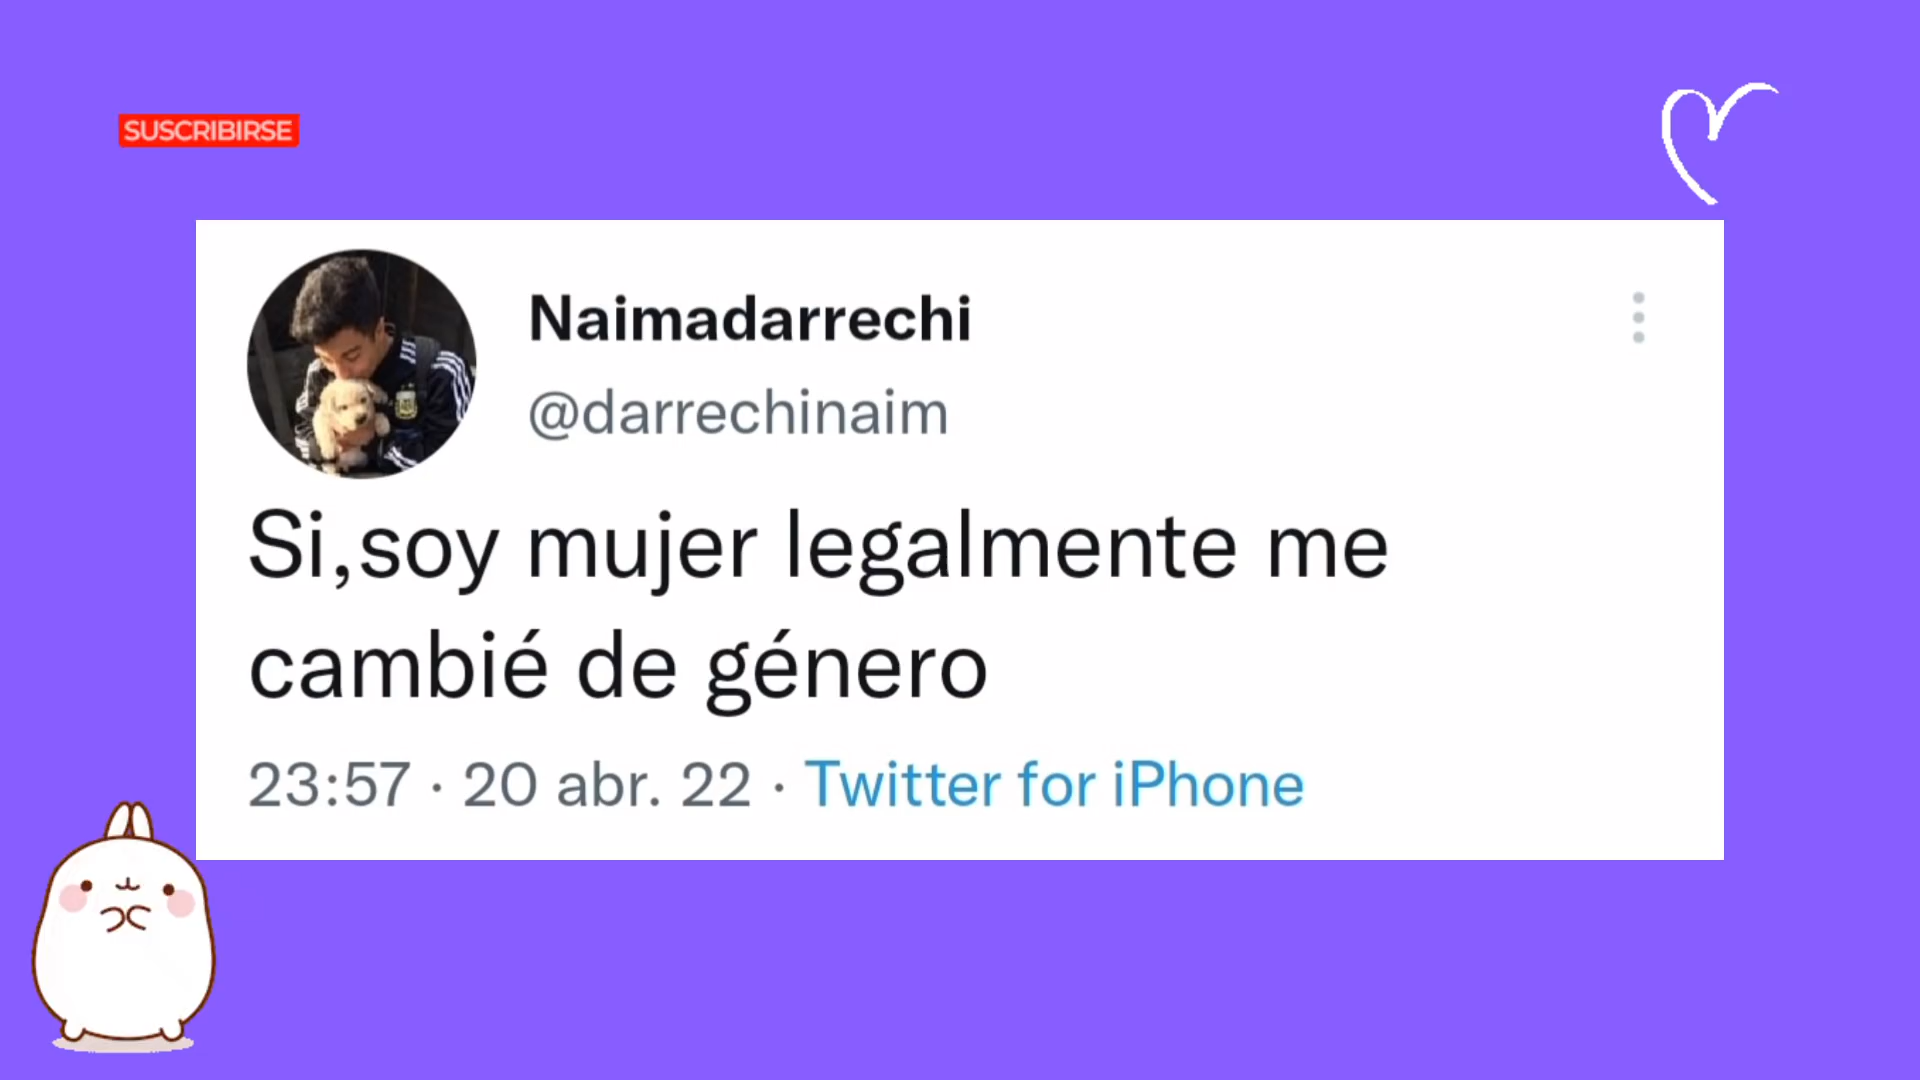 SUSCRIBIRSE
Naimadarrechi
@darrechinaim
Si,soy mujer legalmente me
cambié de género
23:57 · 20 abr. 22 · Twitter for iPhone